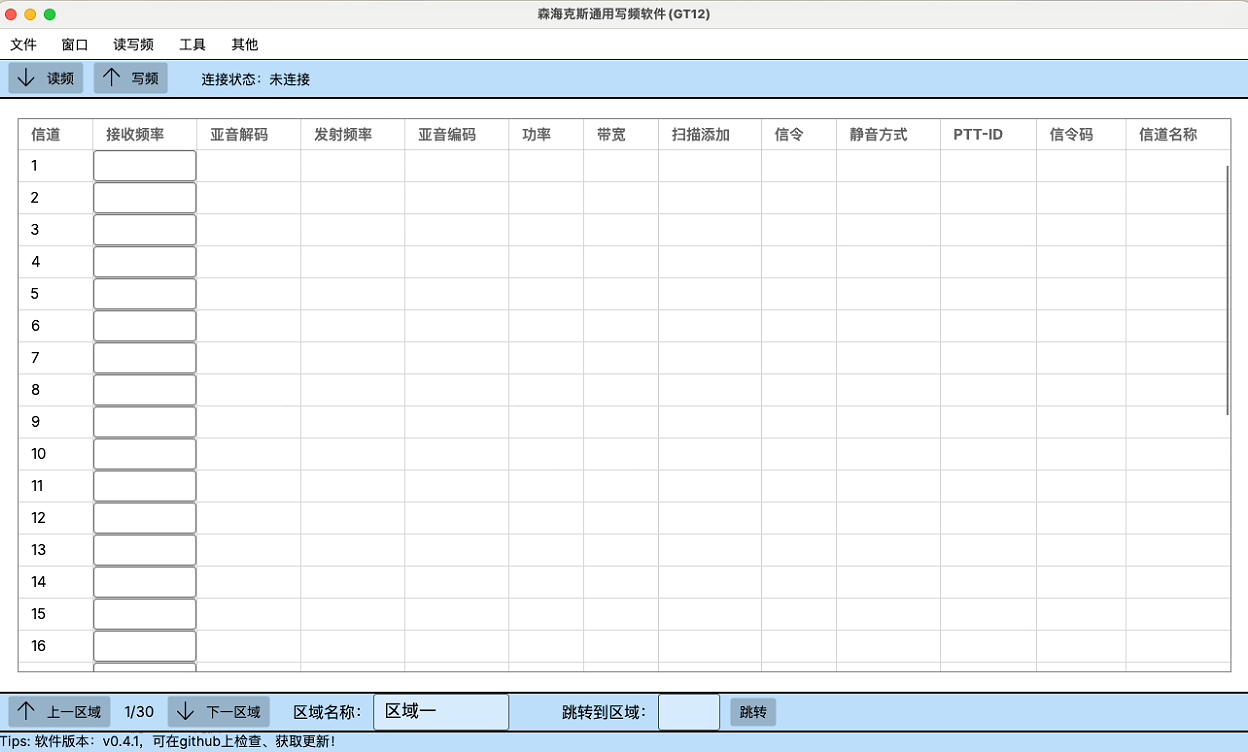 森海克斯通用写频软件 (GT12)
文件 窗口 读写频 工具 其他
读频 写频 连接状态：未连接
信道 接收频率 亚音解码 发射频率 亚音编码 功率 带宽 扫描添加 信令 静音方式 PTT-ID 信令码 信道名称
1
2
3
4
5
6
7
8
9
10
11
12
13
14
15
16
上一区域 1/30 下一区域 区域名称： 区域一 跳转到区域： 跳转
Tips: 软件版本：v0.4.1，可在github上检查、获取更新！